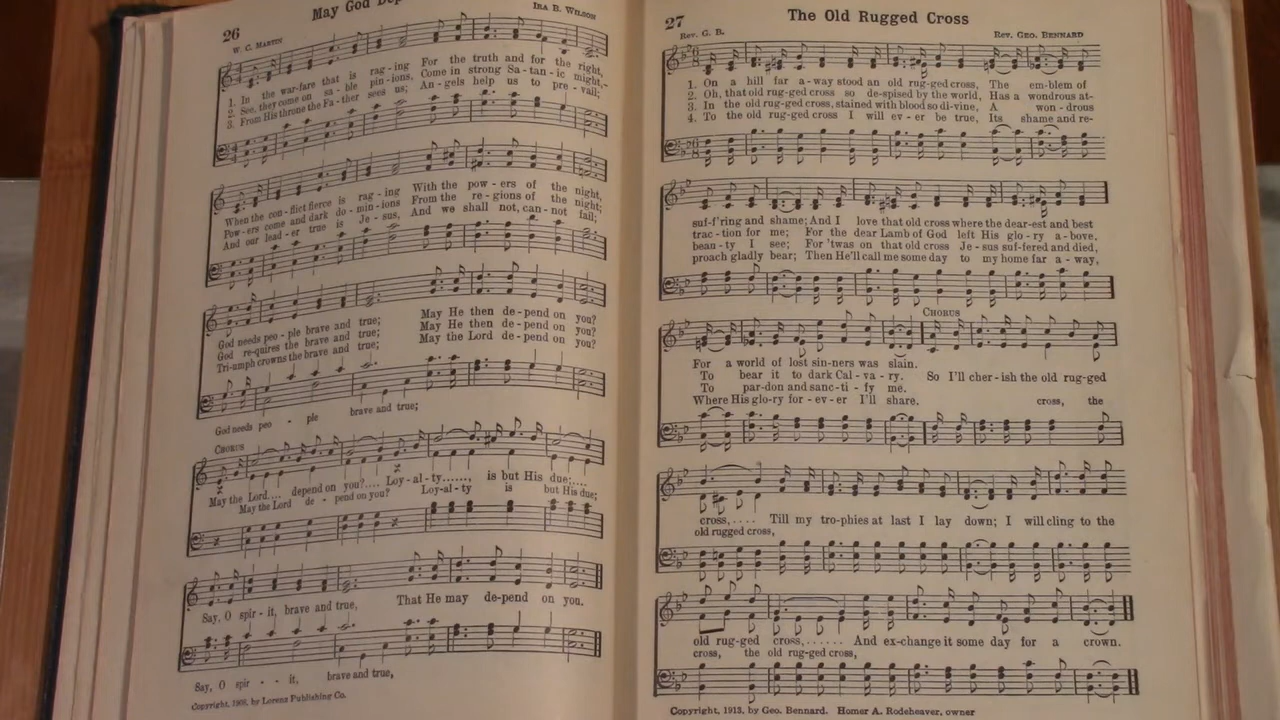 26
May God Dep
W. C. MARTIN
IRA B. WILSON
1. In the war-fare that is rag-ing For the truth and for the right,
2. See, they come on sa-ble pin-ions, Come in strong Sa-tan-ic might,
3. From His throne the Fa-ther sees us; An-gels help us to pre-vail;
When the con-flict fierce is rag-ing With the pow-ers of the night,
Pow-ers come and dark do-min-ions From the re-gions of the night;
And our lead-er true is Je-sus, And we shall not, can-not fail;
God needs peo-ple brave and true; May He then de-pend on you?
God re-quires the brave and true; May He then de-pend on you?
Tri-umph crowns the brave and true; May the Lord de-pend on you?
God needs peo - ple brave and true;
CHORUS
May the Lord.... depend on you?.... Loy-al-ty......, is but His due;....
May the Lord de-pend on you? Loy-al-ty is but His due;
Say, O spir-it, brave and true, That He may de-pend on you.
Say, O spir - - it, brave and true,
Copyright, 1908, by Lorenz Publishing Co.
27
The Old Rugged Cross
REV. G. B.
REV. GEO. BENNARD
1. On a hill far a-way stood an old rug-ged cross, The em-blem of
2. Oh, that old rug-ged cross so de-spised by the world, Has a wondrous at-
3. In the old rug-ged cross, stained with blood so di-vine, A won-drous
4. To the old rug-ged cross I will ev-er be true, Its shame and re-
suf-f'ring and shame; And I love that old cross where the dear-est and best
trac-tion for me; For the dear Lamb of God left His glo-ry a-bove.
beau-ty I see; For 'twas on that old cross Je-sus suf-fered and died,
proach gladly bear; Then He'll call me some day to my home far a-way,
CHORUS
For a world of lost sin-ners was slain.
To bear it to dark Cal-va-ry. So I'll cher-ish the old rug-ged
To par-don and sanc-ti-fy me.
Where His glo-ry for-ev-er I'll share. cross, the
cross,.... Till my tro-phies at last I lay down; I will cling to the
old rugged cross,
old rug-ged cross,...... And ex-change it some day for a crown.
cross, the old rug-ged cross,
Copyright, 1913, by Geo. Bennard. Homer A. Rodeheaver, owner